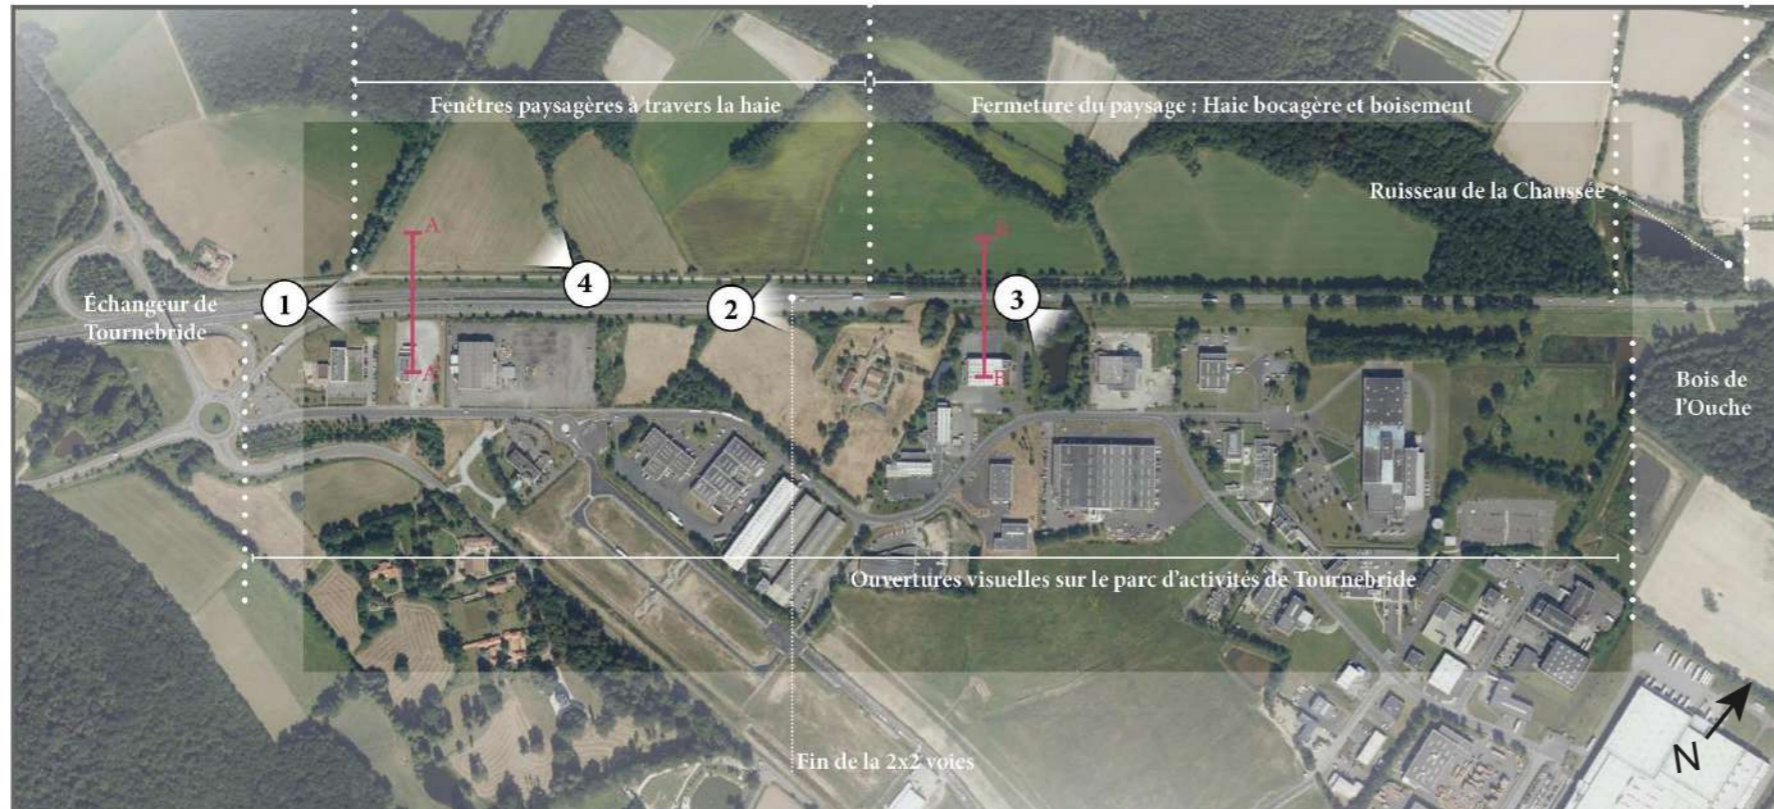 Fenêtres paysagères à travers la haie
Fermeture du paysage : Haie bocagère et boisement
Ruisseau de la Chaussée
A
B
4
1
2
3
Échangeur de
Tournebride
A'
Bois de
l'Ouche
Ouvertures visuelles sur le parc d'activités de Tournebride
Fin de la 2x2 voies
N